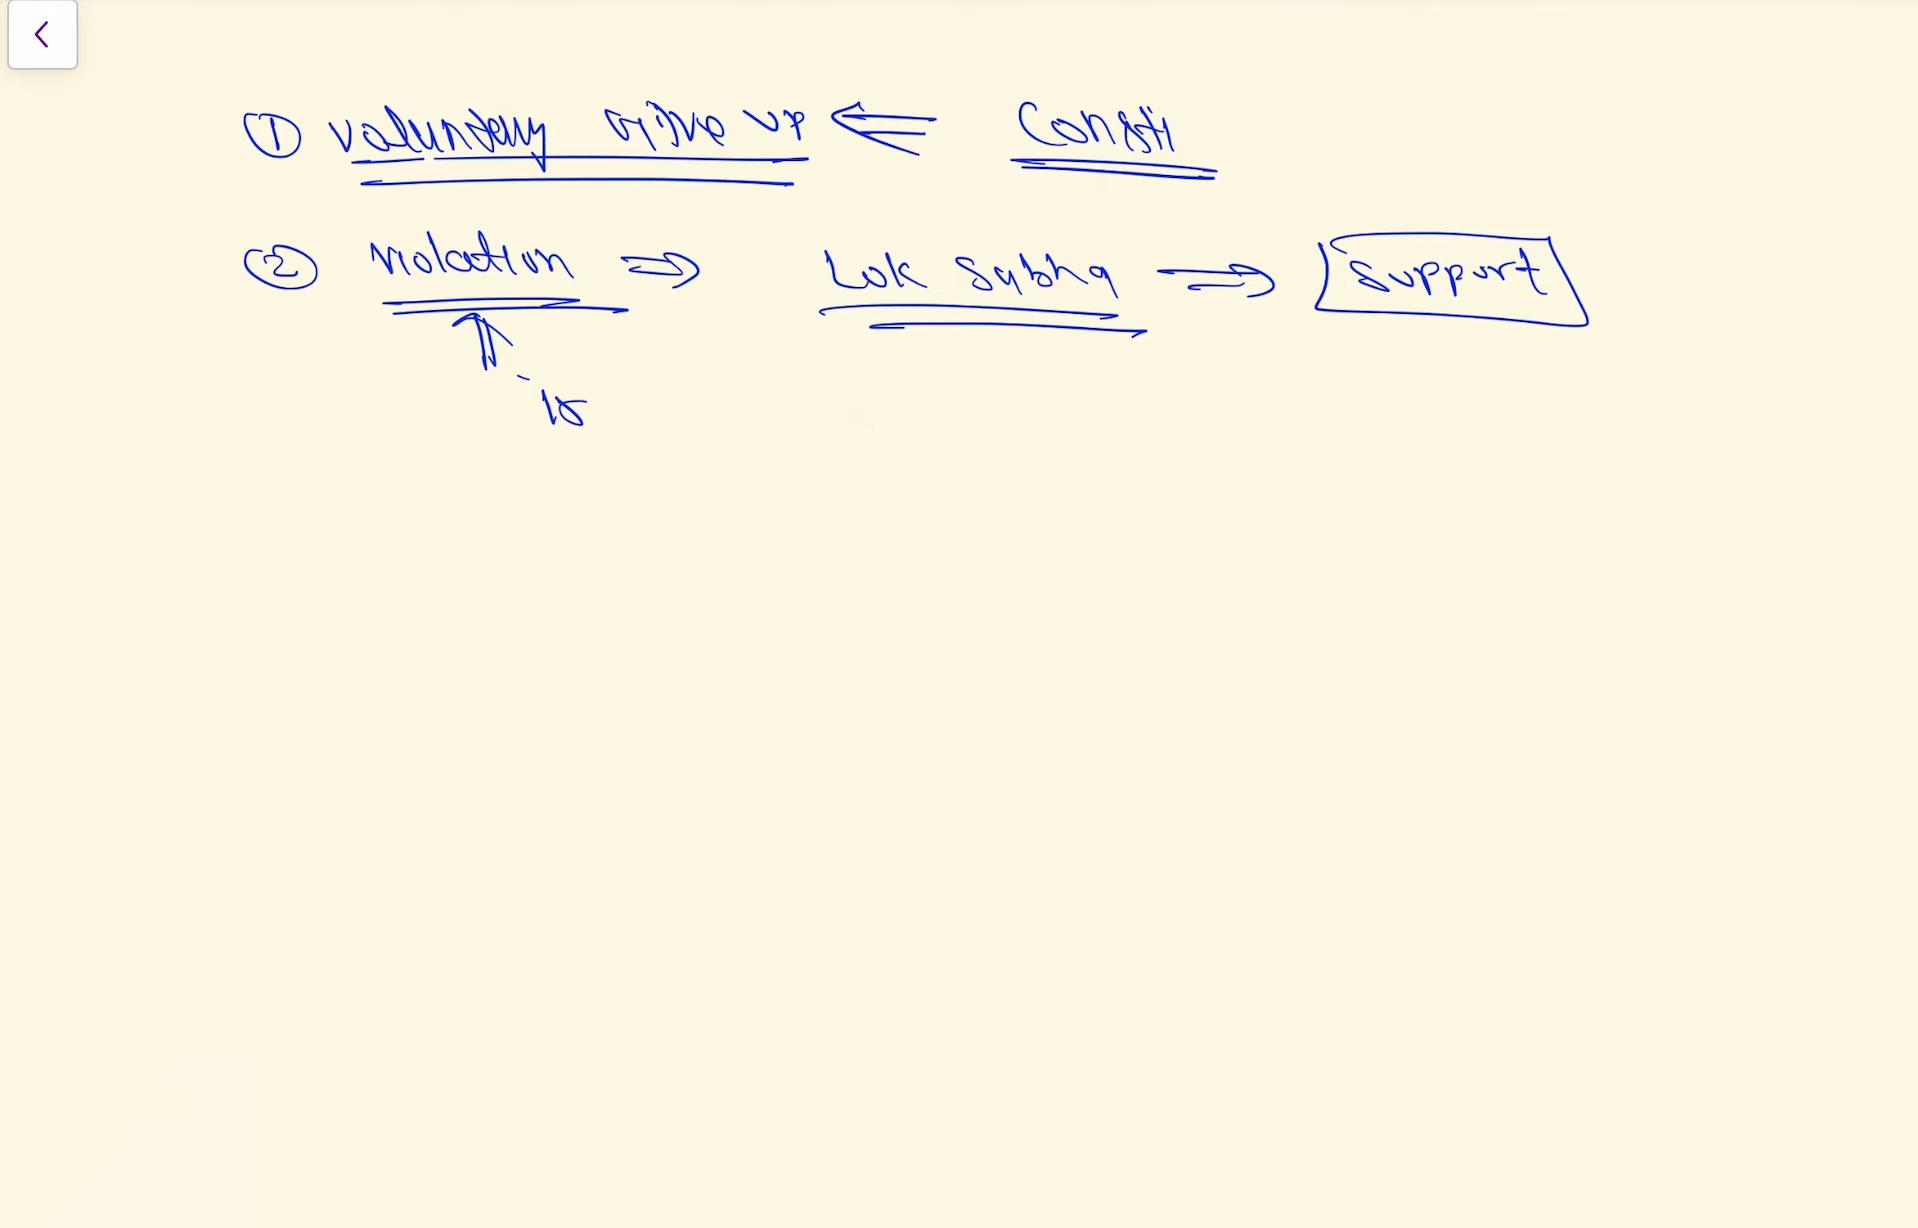 ① voluntary give up ⇐ Consti
② violation ⇒ Lok Sabha ⇒ Support
⇑
15